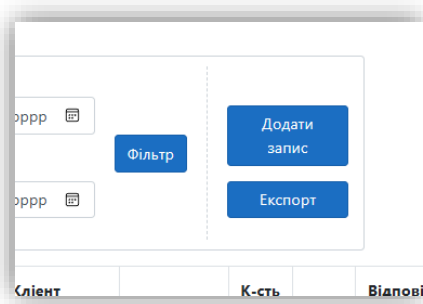 рррр
Додати
запис
Фільтр
рррр
Експорт
Клієнт
К-сть
Відпові